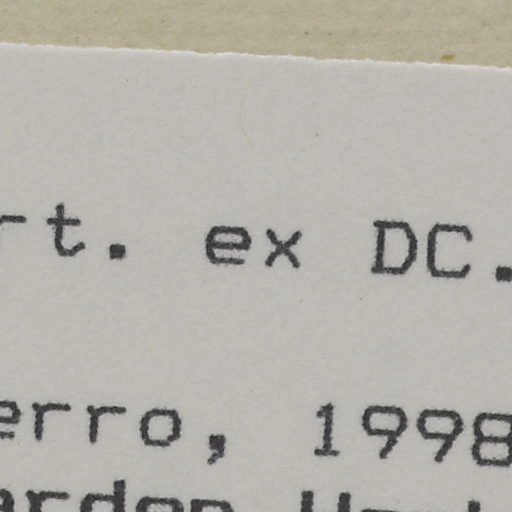 rt. ex DC.
erro, 1998